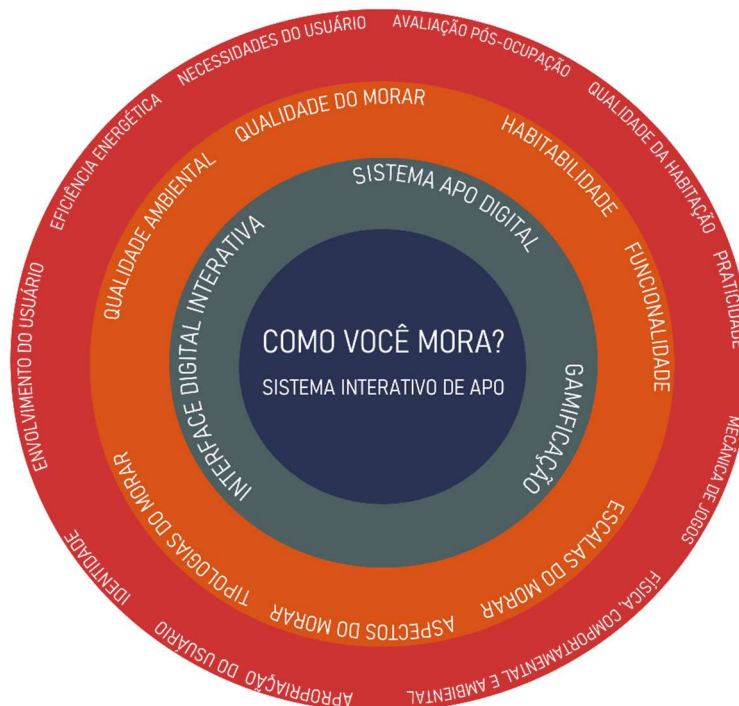 COMO VOCÊ MORA?
SISTEMA INTERATIVO DE APO
INTERFACE DIGITAL INTERATIVA
SISTEMA APO DIGITAL
GAMIFICAÇÃO
QUALIDADE AMBIENTAL
QUALIDADE DO MORAR
HABITABILIDADE
FUNCIONALIDADE
ESCALAS DO MORAR
ASPECTOS DO MORAR
TIPOLOGIAS DO MORAR
EFICIÊNCIA ENERGÉTICA
NECESSIDADES DO USUÁRIO
AVALIAÇÃO PÓS-OCUPAÇÃO
QUALIDADE DA HABITAÇÃO
PRATICIDADE
MECÂNICA DE JOGOS
FÍSICA, COMPORTAMENTAL E AMBIENTAL
APROPRIAÇÃO DO USUÁRIO
IDENTIDADE
ENVOLVIMENTO DO USUÁRIO